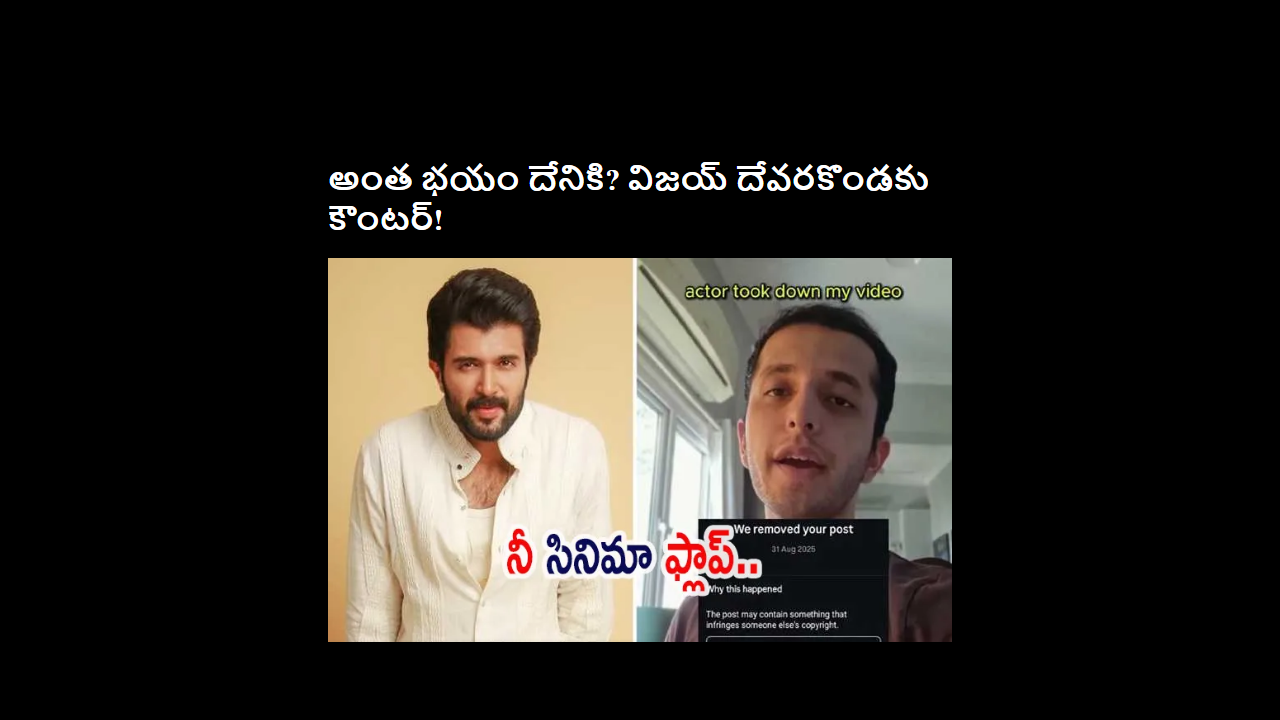 అంత భయం దేనికి? విజయ్ దేవరకొండకు
కౌంటర్!
actor took down my video
నీ సినిమా ఫ్లాప్..
We removed your post
31 Aug 2025
Why this happened
The post may contain something that
infringes someone else's copyright.